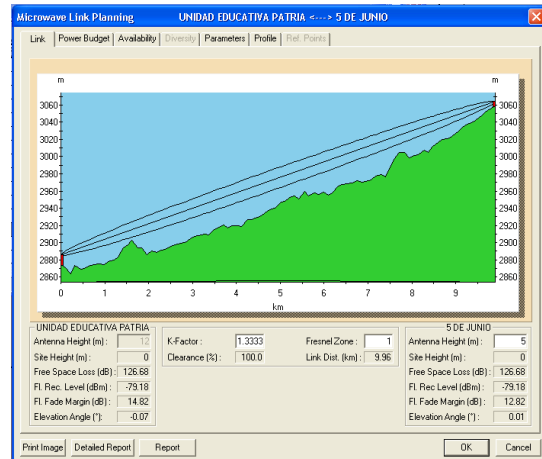 Microwave Link Planning UNIDAD EDUCATIVA PATRIA <---> 5 DE JUNIO
Link Power Budget Availability Diversity Parameters Profile Ref. Points
m m
3060 3060
3040 3040
3020 3020
3000 3000
2980 2980
2960 2960
2940 2940
2920 2920
2900 2900
2880 2880
2860 2860
0 1 2 3 4 5 6 7 8 9
km
UNIDAD EDUCATIVA PATRIA
Antenna Height (m) : 12
Site Height (m) : 0
Free Space Loss (dB) : 126.68
Fl. Rec. Level (dBm) : -79.18
Fl. Fade Margin (dB) : 14.82
Elevation Angle (°): -0.07
K-Factor : 1.3333 Fresnel Zone : 1
Clearance (%) : 100.0 Link Dist. (km) : 9.96
5 DE JUNIO
Antenna Height (m) : 5
Site Height (m) : 0
Free Space Loss (dB) : 126.68
Fl. Rec. Level (dBm) : -79.18
Fl. Fade Margin (dB) : 12.82
Elevation Angle (°) : 0.01
Print Image Detailed Report Report OK Cancel